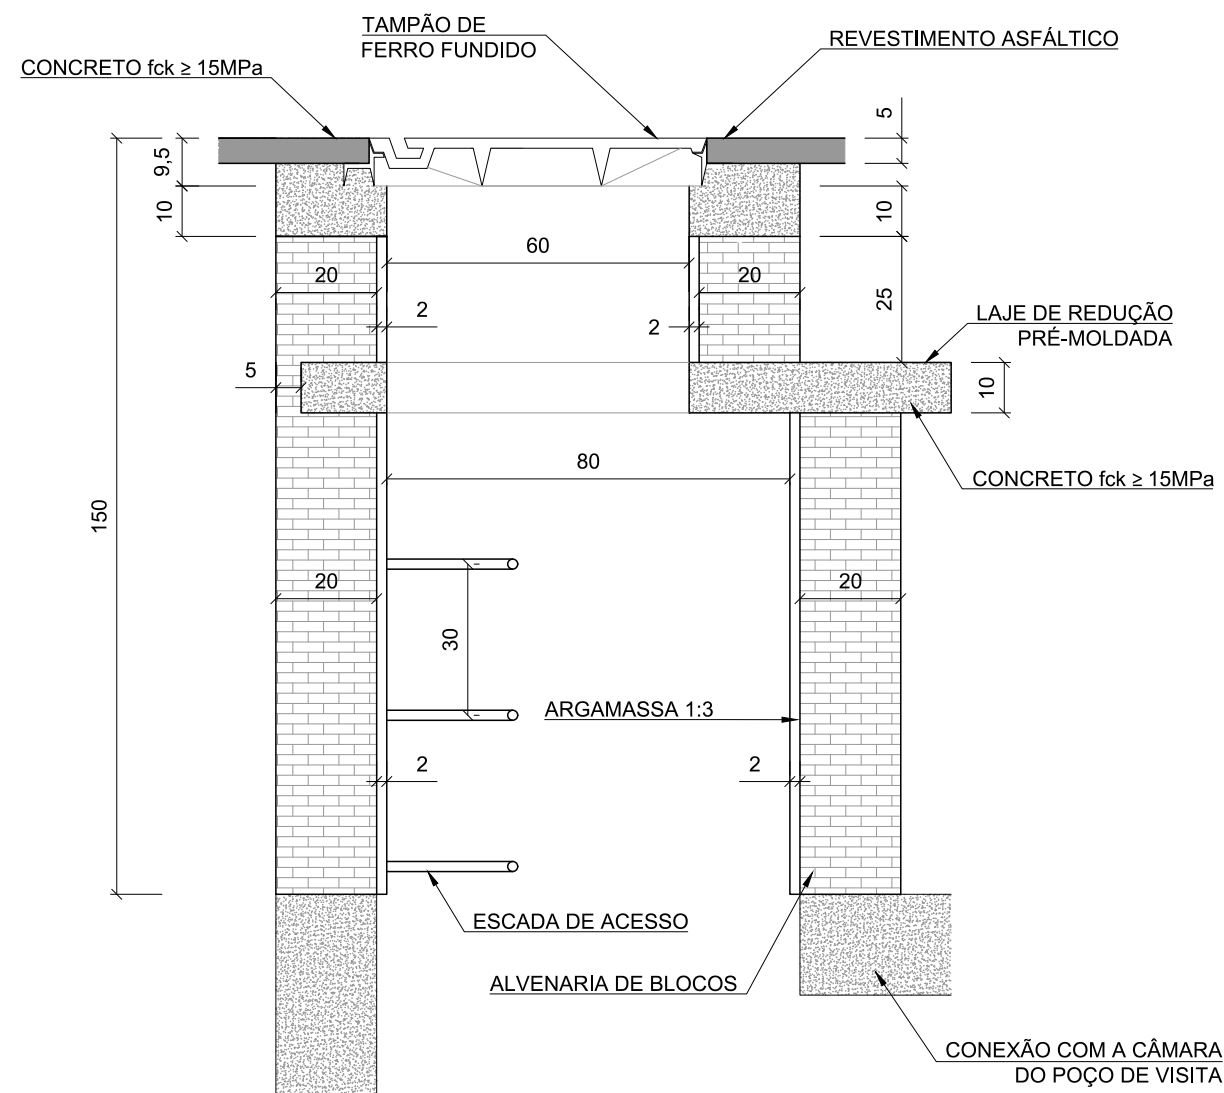 TAMPÃO DE
FERRO FUNDIDO
REVESTIMENTO ASFÁLTICO
CONCRETO fck ≥ 15MPa
5
9,5
10
10
60
20
20
2
2
25
LAJE DE REDUÇÃO
PRÉ-MOLDADA
5
10
80
CONCRETO fck ≥ 15MPa
150
20
20
30
ARGAMASSA 1:3
2
2
ESCADA DE ACESSO
ALVENARIA DE BLOCOS
CONEXÃO COM A CÂMARA
DO POÇO DE VISITA